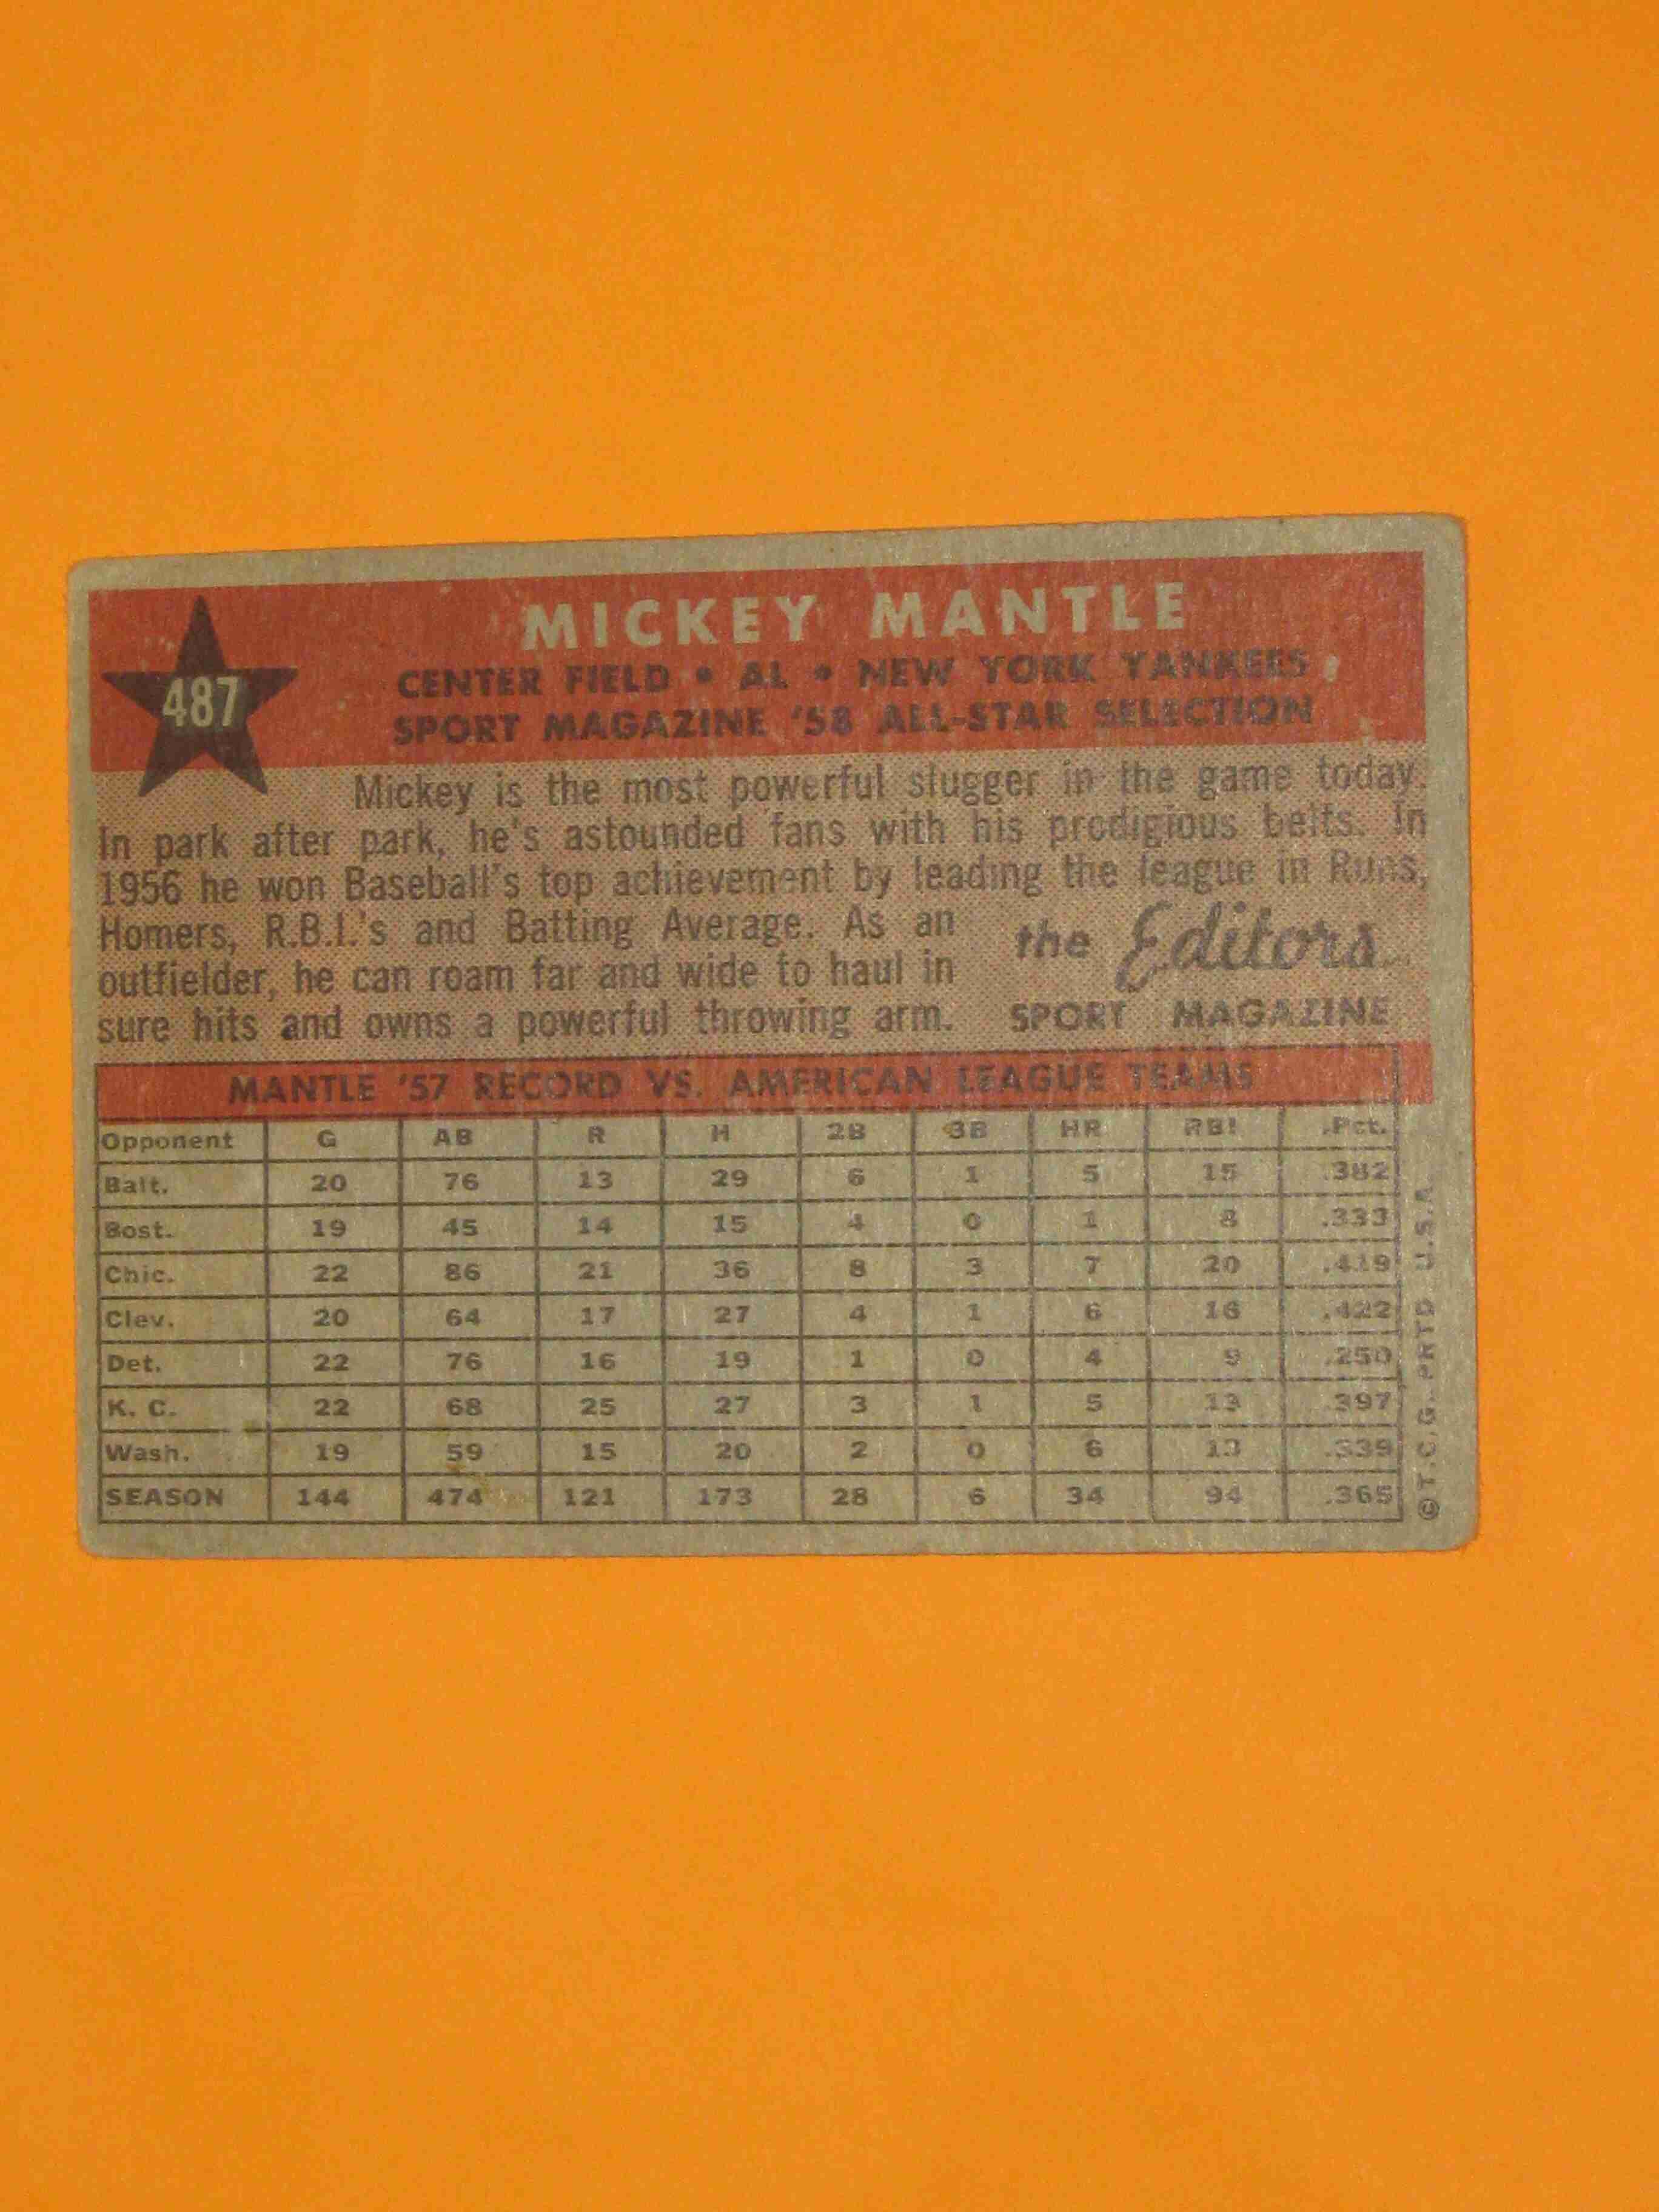 487
MICKEY MANTLE
CENTER FIELD • AL • NEW YORK YANKEES
SPORT MAGAZINE '58 ALL-STAR SELECTION
Mickey is the most powerful slugger in the game today.
In park after park, he's astounded fans with his prodigious belts. In
1956 he won Baseball's top achievement by leading the league in Runs,
Homers, R.B.I.'s and Batting Average. As an
outfielder, he can roam far and wide to haul in
sure hits and owns a powerful throwing arm.
the Editors
SPORT MAGAZINE
MANTLE '57 RECORD VS. AMERICAN LEAGUE TEAMS
Opponent G AB R H 2B 3B HR RBI .Pct.
Balt. 20 76 13 29 6 1 5 15 .382
Bost. 19 45 14 15 4 0 1 8 .333
Chic. 22 86 21 36 8 3 7 20 .419
Clev. 20 64 17 27 4 1 6 16 .422
Det. 22 76 16 19 1 0 4 9 .250
K. C. 22 68 25 27 3 1 5 13 .397
Wash. 19 59 15 20 2 0 6 13 .339
SEASON 144 474 121 173 28 6 34 94 .365
© T.C.G. PRTD U.S.A.